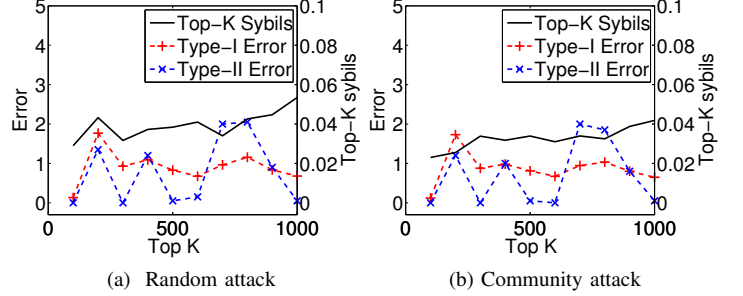 5
4
3
2
1
0
Error
0.1
0.08
0.06
0.04
0.02
0
Top-K sybils
Top-K Sybils
Type-I Error
Type-II Error
0
500
1000
Top K
(a) Random attack
5
4
3
2
1
0
Error
0.1
0.08
0.06
0.04
0.02
0
Top-K sybils
Top-K Sybils
Type-I Error
Type-II Error
0
500
1000
Top K
(b) Community attack